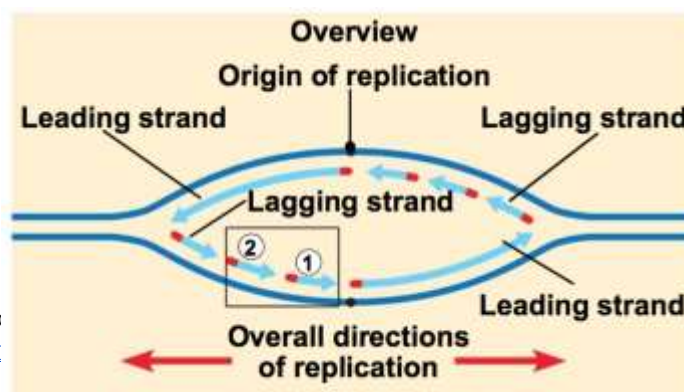 Overview
Origin of replication
Leading strand
Lagging strand
Lagging strand
2
1
Leading strand
Overall directions
of replication